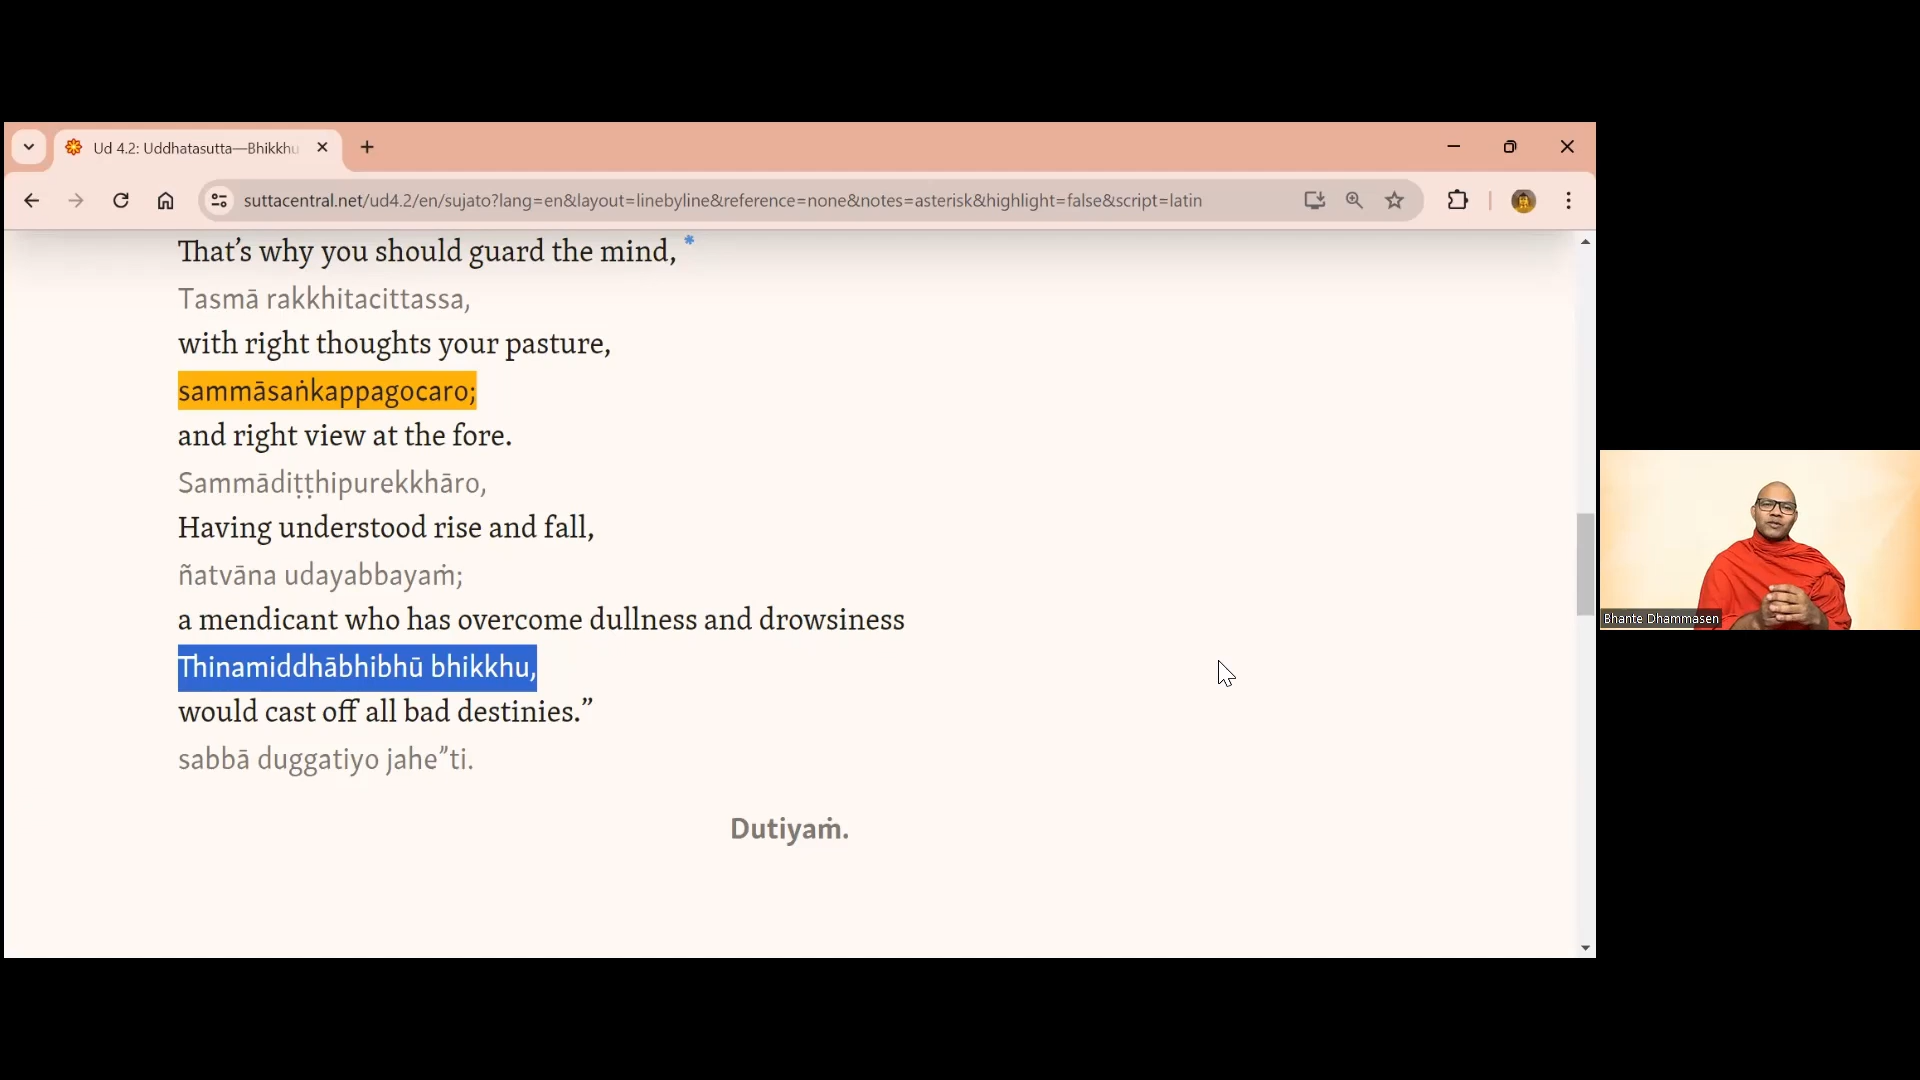 Ud 4.2: Uddhatasutta—Bhikkhu
suttacentral.net/ud4.2/en/sujato?lang=en&layout=linebyline&reference=none&notes=asterisk&highlight=false&script=latin
That’s why you should guard the mind, *
Tasmā rakkhitacittassa,
with right thoughts your pasture,
sammāsaṅkappagocaro;
and right view at the fore.
Sammādiṭṭhipurekkhāro,
Having understood rise and fall,
ñatvāna udayabbayaṁ;
a mendicant who has overcome dullness and drowsiness
Thinamiddhābhibhū bhikkhu,
would cast off all bad destinies.”
sabbā duggatiyo jahe”ti.
Dutiyaṁ.
Bhante Dhammasen